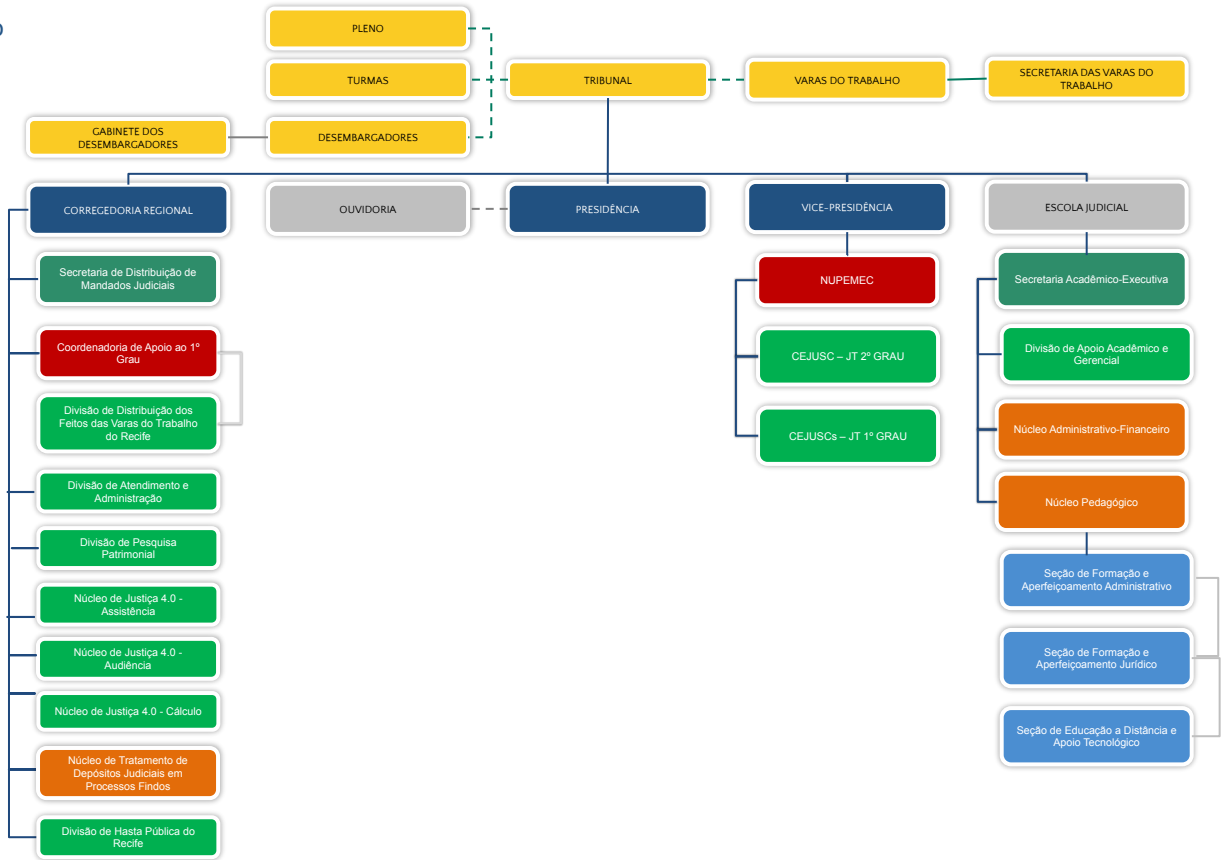 O
PLENO
TURMAS
TRIBUNAL
VARAS DO TRABALHO
SECRETARIA DAS VARAS DO
TRABALHO
GABINETE DOS
DESEMBARGADORES
DESEMBARGADORES
CORREGEDORIA REGIONAL
OUVIDORIA
PRESIDÊNCIA
VICE-PRESIDÊNCIA
ESCOLA JUDICIAL
Secretaria de Distribuição de
Mandados Judiciais
Coordenadoria de Apoio ao 1º
Grau
Divisão de Distribuição dos
Feitos das Varas do Trabalho
do Recife
Divisão de Atendimento e
Administração
Divisão de Pesquisa
Patrimonial
Núcleo de Justiça 4.0 -
Assistência
Núcleo de Justiça 4.0 -
Audiência
Núcleo de Justiça 4.0 - Cálculo
Núcleo de Tratamento de
Depósitos Judiciais em
Processos Findos
Divisão de Hasta Pública do
Recife
NUPEMEC
CEJUSC – JT 2º GRAU
CEJUSCs – JT 1º GRAU
Secretaria Acadêmico-Executiva
Divisão de Apoio Acadêmico e
Gerencial
Núcleo Administrativo-Financeiro
Núcleo Pedagógico
Seção de Formação e
Aperfeiçoamento Administrativo
Seção de Formação e
Aperfeiçoamento Jurídico
Seção de Educação a Distância e
Apoio Tecnológico